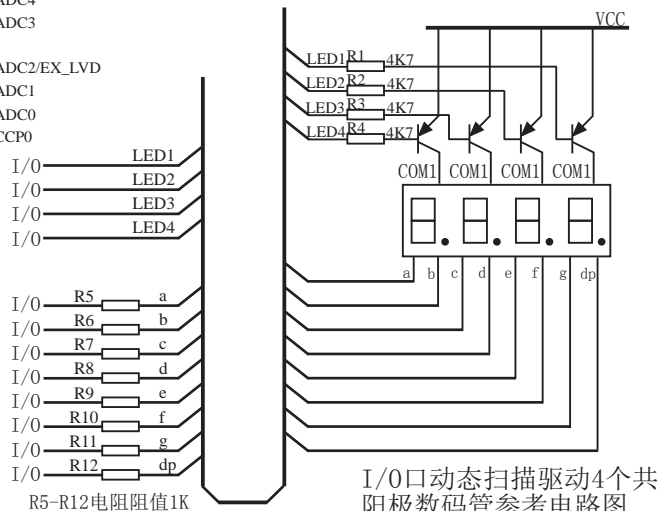 ADC4
ADC3
ADC2/EX_LVD
ADC1
ADC0
CCP0
VCC
LED1 R1 4K7
LED2 R2 4K7
LED3 R3 4K7
LED4 R4 4K7
COM1 COM1 COM1 COM1
I/O LED1
I/O LED2
I/O LED3
I/O LED4
a b c d e f g dp
I/O R5 a
I/O R6 b
I/O R7 c
I/O R8 d
I/O R9 e
I/O R10 f
I/O R11 g
I/O R12 dp
R5-R12电阻阻值1K
I/O口动态扫描驱动4个共
阳极数码管参考电路图